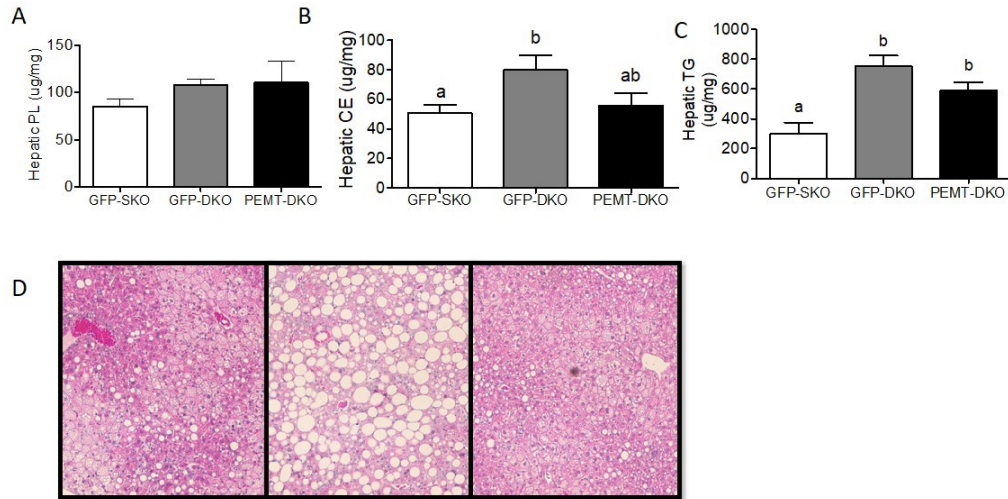 A
Hepatic PL (ug/mg)
150
100
50
0
GFP-SKO GFP-DKO PEMT-DKO
B
Hepatic CE (ug/mg)
100
80
60
40
20
0
a b ab
GFP-SKO GFP-DKO PEMT-DKO
C
Hepatic TG
(ug/mg)
1000
800
600
400
200
0
a b b
GFP-SKO GFP-DKO PEMT-DKO
D